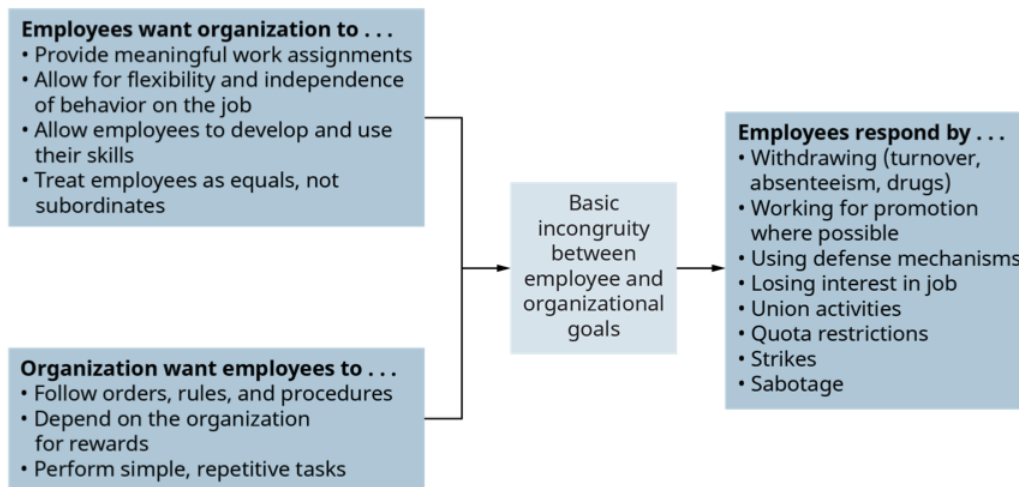 Employees want organization to . . .
• Provide meaningful work assignments
• Allow for flexibility and independence
of behavior on the job
• Allow employees to develop and use
their skills
• Treat employees as equals, not
subordinates
Organization want employees to . . .
• Follow orders, rules, and procedures
• Depend on the organization
for rewards
• Perform simple, repetitive tasks
Basic
incongruity
between
employee and
organizational
goals
Employees respond by . . .
• Withdrawing (turnover,
absenteeism, drugs)
• Working for promotion
where possible
• Using defense mechanisms
• Losing interest in job
• Union activities
• Quota restrictions
• Strikes
• Sabotage